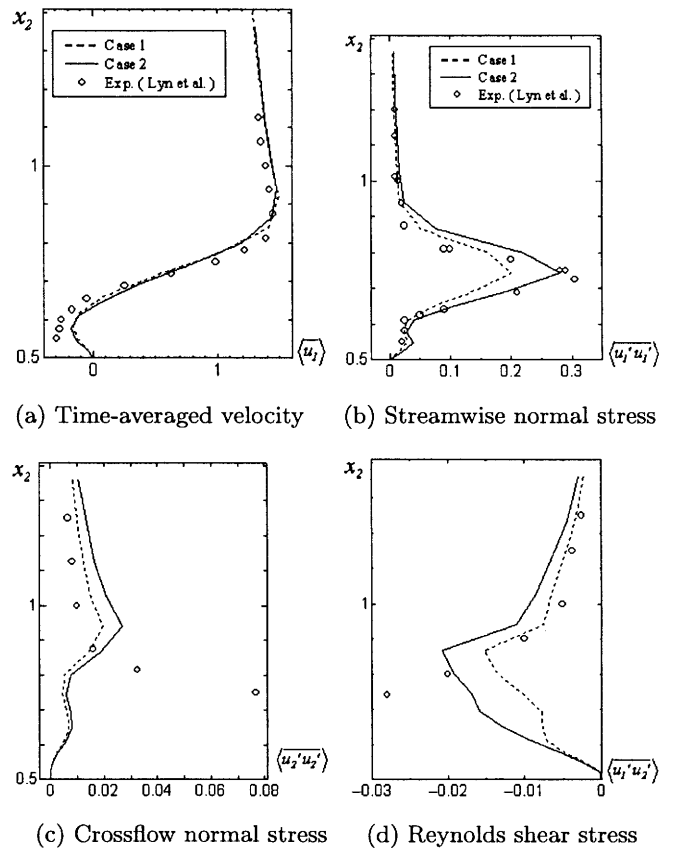 x₂
Case 1
Case 2
Exp. ( Lyn et al. )
1
0.5
0
1
⟨u₁⟩
(a) Time-averaged velocity
x₂
Case 1
Case 2
Exp. ( Lyn et al. )
1
0.5
0
0.1
0.2
0.3
⟨u₁'u₁'⟩
(b) Streamwise normal stress
x₂
1
0.5
0
0.02
0.04
0.06
0.08
⟨u₂'u₂'⟩
(c) Crossflow normal stress
x₂
1
0.5
−0.03
−0.02
−0.01
0
⟨u₁'u₂'⟩
(d) Reynolds shear stress